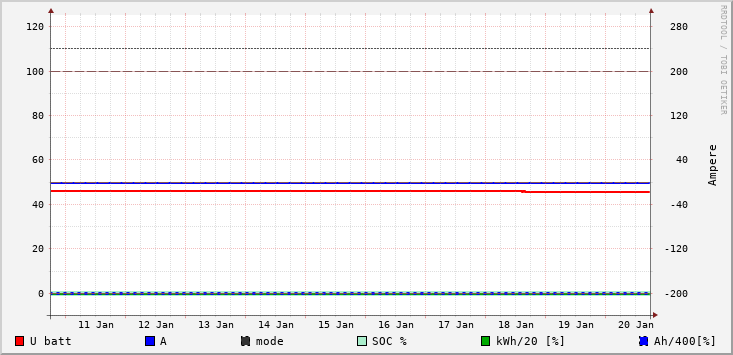 120 280
100 200
80 120
60 40
40 -40
20 -120
0 -200
Ampere
RRDTOOL / TOBI OETIKER
11 Jan 12 Jan 13 Jan 14 Jan 15 Jan 16 Jan 17 Jan 18 Jan 19 Jan 20 Jan
U batt A mode SOC % kWh/20 [%] Ah/400[%]